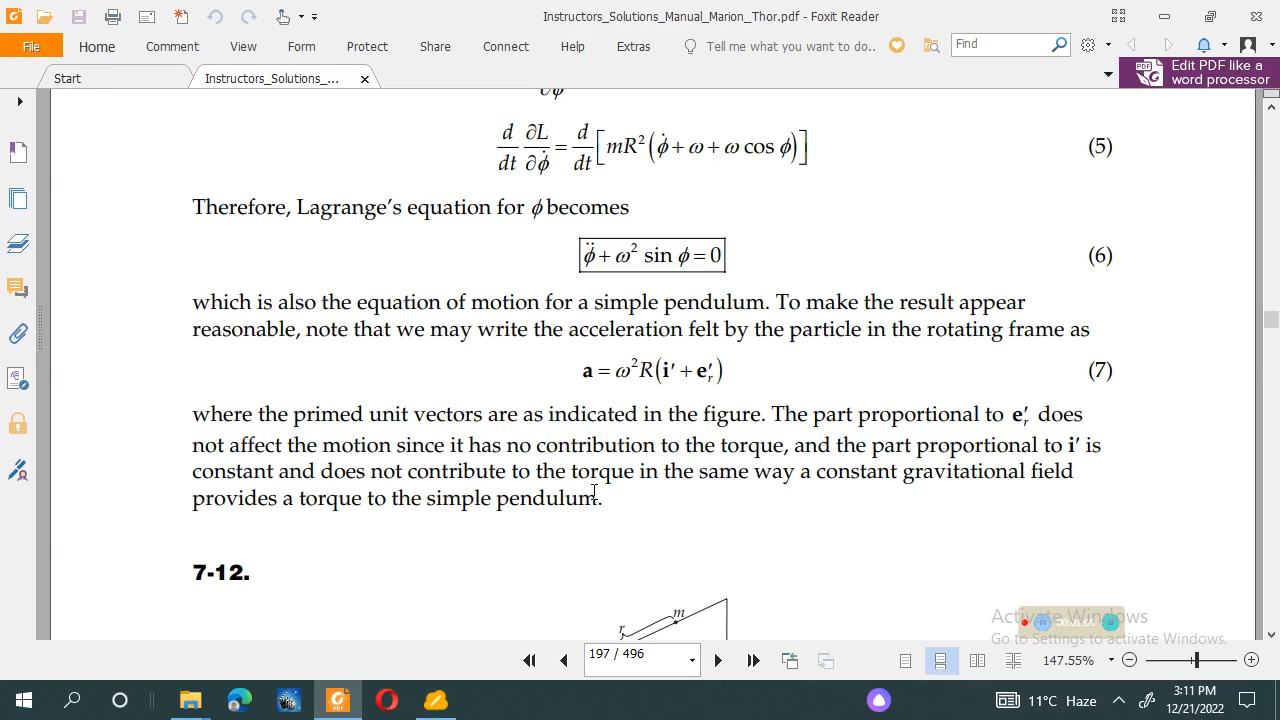 Instructors_Solutions_Manual_Marion_Thor.pdf - Foxit Reader
File Home Comment View Form Protect Share Connect Help Extras Tell me what you want to do.. Find
Start Instructors_Solutions_... Edit PDF like a
word processor
∂ϕ
d/dt ∂L/∂ϕ̇ = d/dt [mR²(ϕ̇ + ω + ω cos ϕ)] (5)
Therefore, Lagrange's equation for ϕ becomes
ϕ̈ + ω² sin ϕ = 0 (6)
which is also the equation of motion for a simple pendulum. To make the result appear
reasonable, note that we may write the acceleration felt by the particle in the rotating frame as
a = ω²R(i′ + e′r) (7)
where the primed unit vectors are as indicated in the figure. The part proportional to e′r does
not affect the motion since it has no contribution to the torque, and the part proportional to i′ is
constant and does not contribute to the torque in the same way a constant gravitational field
provides a torque to the simple pendulum.
7-12.
m
r
Activate Windows
Go to Settings to activate Windows.
197 / 496 147.55%
11°C Haze 3:11 PM
12/21/2022